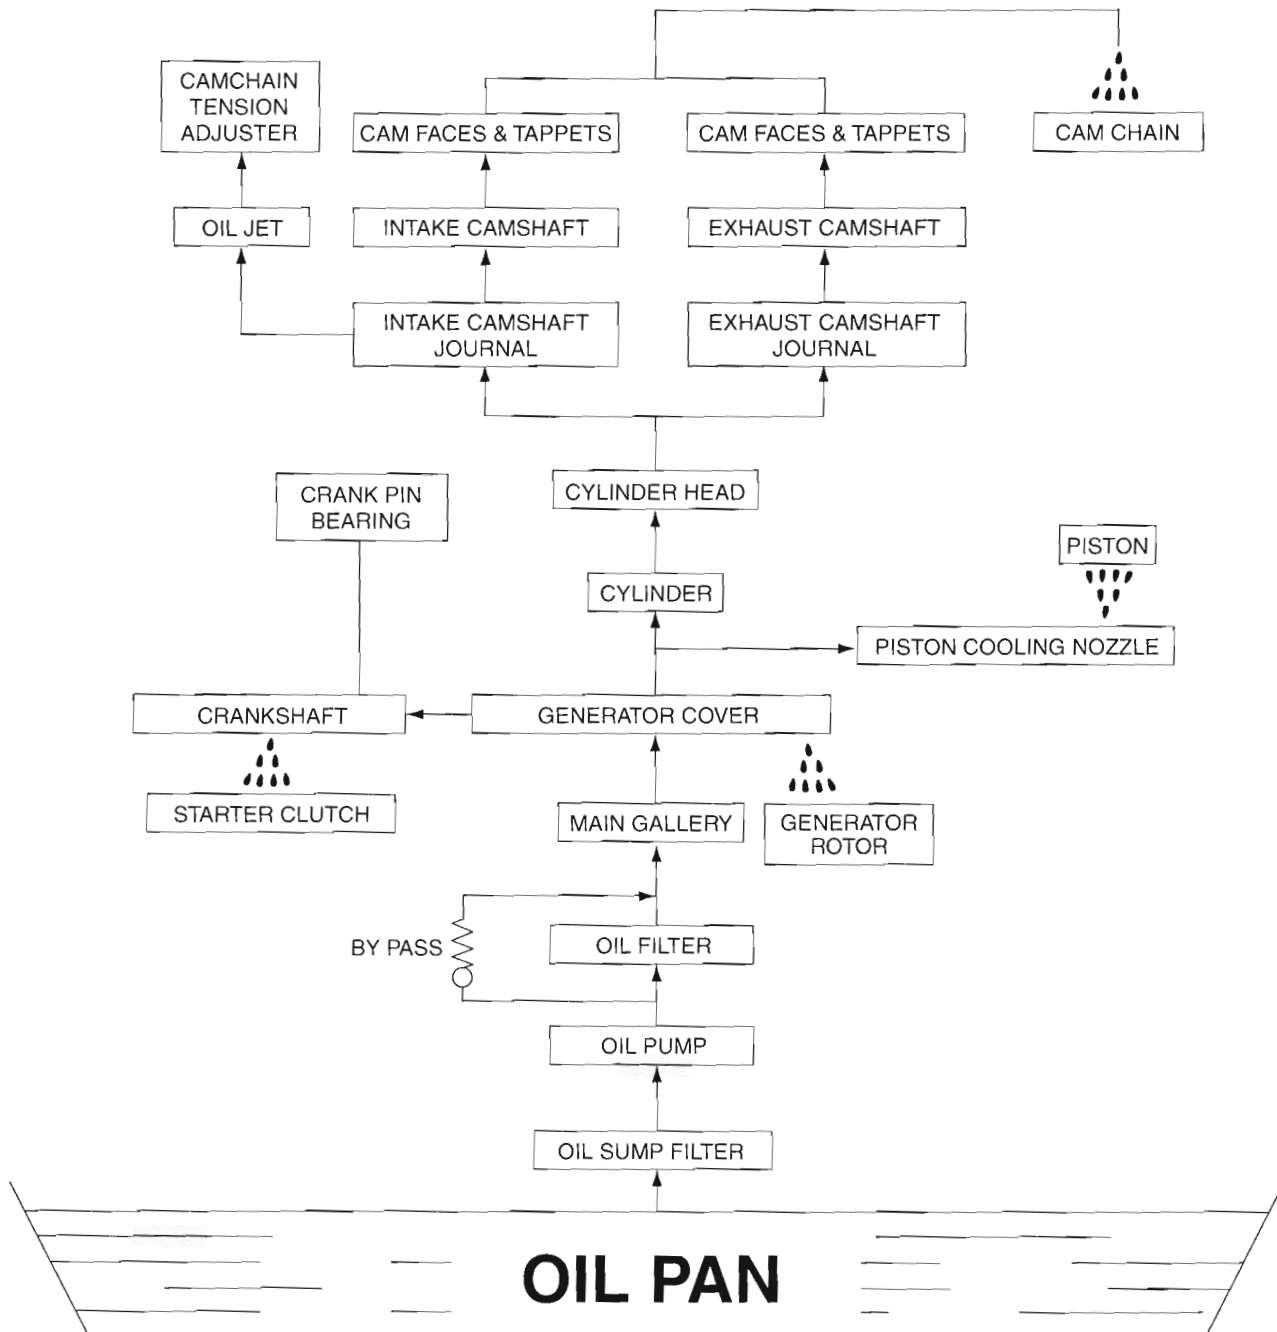 CAMCHAIN
TENSION
ADJUSTER
CAM FACES & TAPPETS
CAM FACES & TAPPETS
CAM CHAIN
OIL JET
INTAKE CAMSHAFT
EXHAUST CAMSHAFT
INTAKE CAMSHAFT
JOURNAL
EXHAUST CAMSHAFT
JOURNAL
CRANK PIN
BEARING
CYLINDER HEAD
PISTON
CYLINDER
PISTON COOLING NOZZLE
CRANKSHAFT
GENERATOR COVER
STARTER CLUTCH
MAIN GALLERY
GENERATOR
ROTOR
BY PASS
OIL FILTER
OIL PUMP
OIL SUMP FILTER
OIL PAN